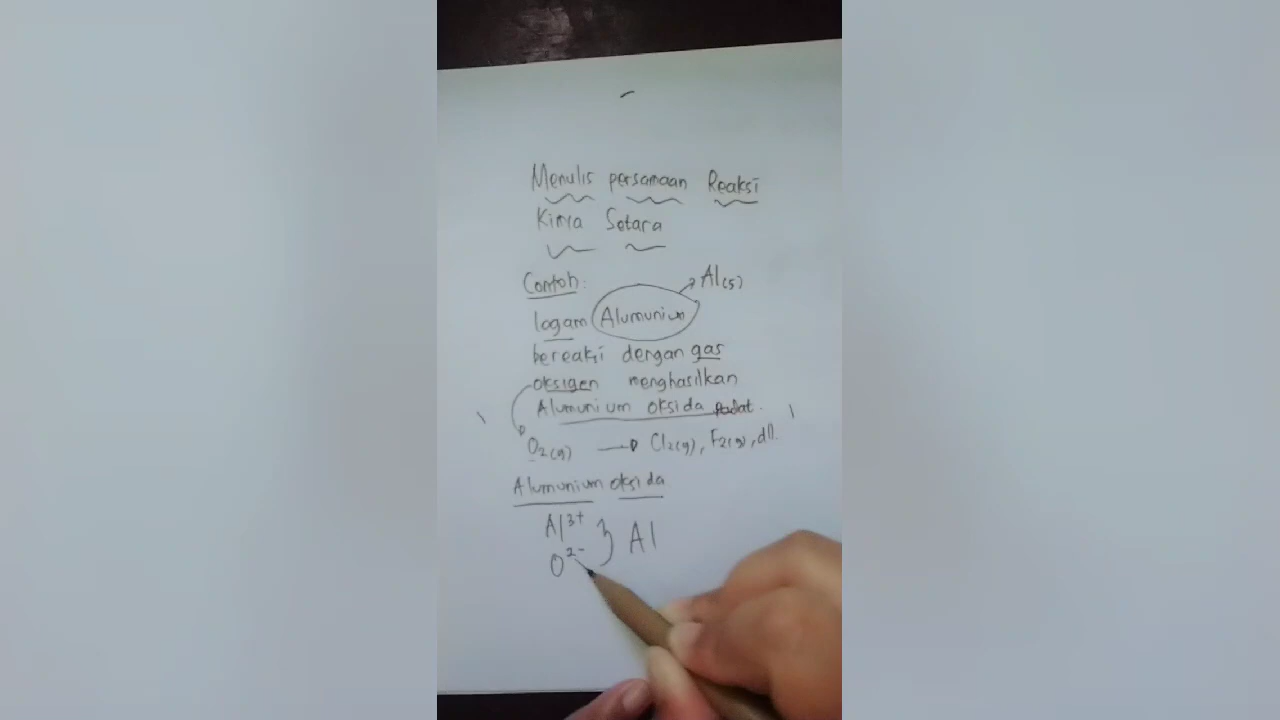 Menulis persamaan Reaksi
Kimia Setara
Contoh:
Al(s)
logam Alumunium
bereaksi dengan gas
oksigen menghasilkan
Alumunium oksida padat.
O2(g) → Cl2(g), F2(g), dll.
Alumunium oksida
Al³⁺ } Al
O²⁻